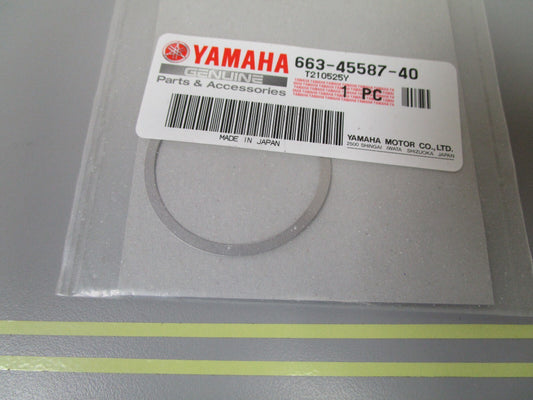 YAMAHA 663-45587-40
GENUINE T210525Y
Parts & Accessories 1 PC
MADE IN JAPAN
YAMAHA MOTOR CO.,LTD.
2500 SHINGAI IWATA SHIZUOKA JAPAN